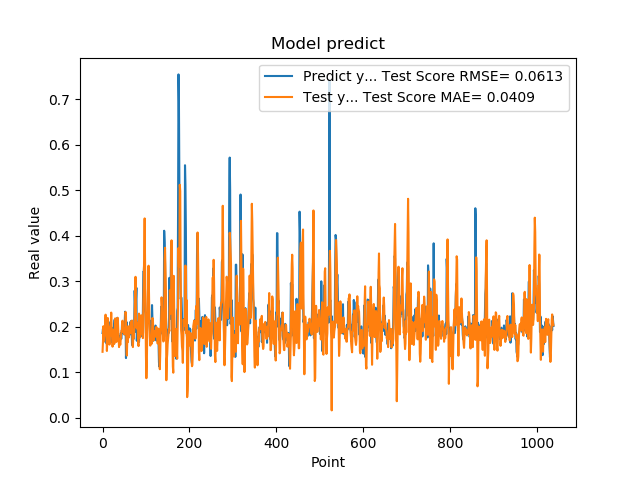 Model predict
Predict y... Test Score RMSE= 0.0613
Test y... Test Score MAE= 0.0409
Real value
0.7
0.6
0.5
0.4
0.3
0.2
0.1
0.0
0 200 400 600 800 1000
Point